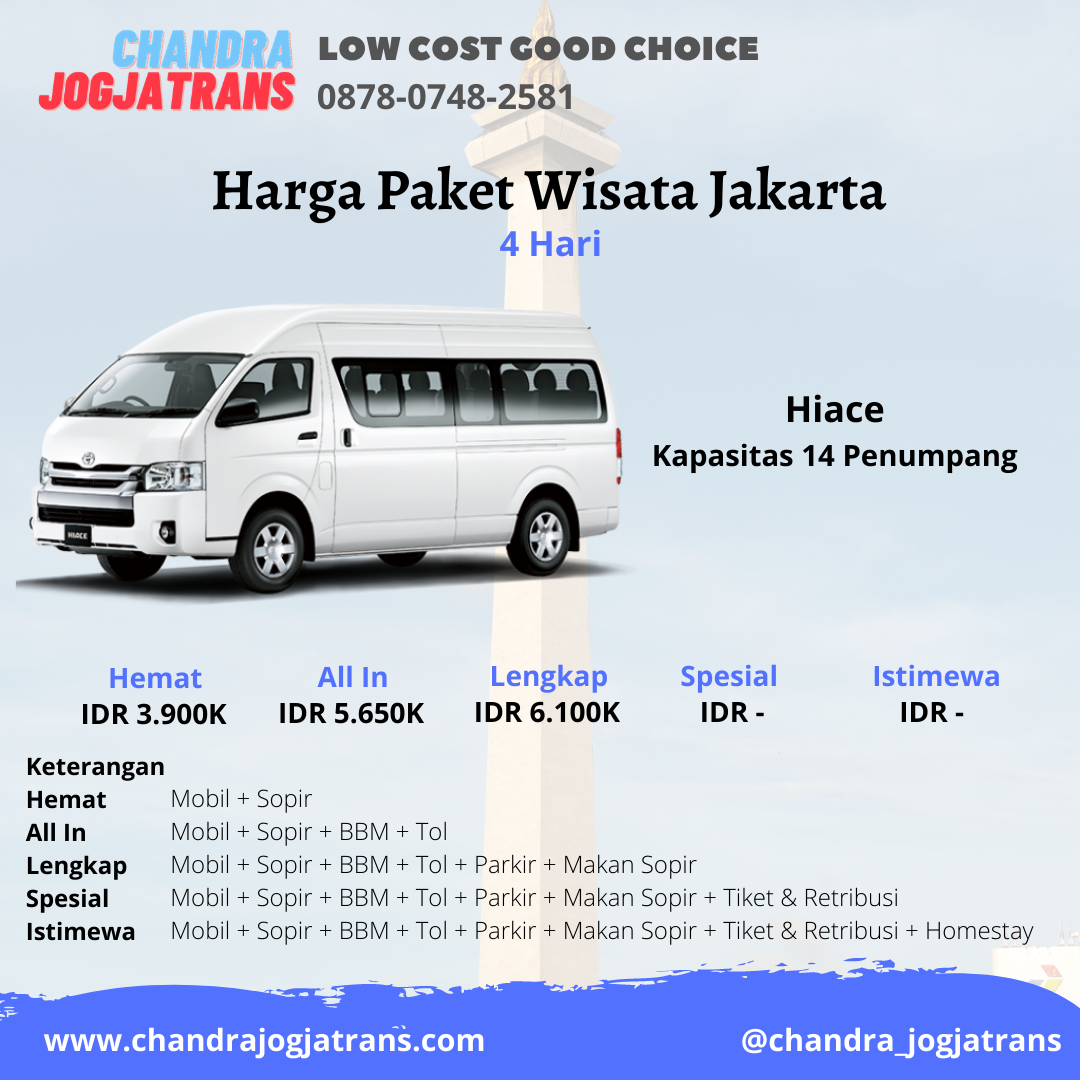 CHANDRA
JOGJATRANS
LOW COST GOOD CHOICE
0878-0748-2581
Harga Paket Wisata Jakarta
4 Hari
HIACE
Hiace
Kapasitas 14 Penumpang
Hemat
IDR 3.900K
All In
IDR 5.650K
Lengkap
IDR 6.100K
Spesial
IDR -
Istimewa
IDR -
Keterangan
Hemat Mobil + Sopir
All In Mobil + Sopir + BBM + Tol
Lengkap Mobil + Sopir + BBM + Tol + Parkir + Makan Sopir
Spesial Mobil + Sopir + BBM + Tol + Parkir + Makan Sopir + Tiket & Retribusi
Istimewa Mobil + Sopir + BBM + Tol + Parkir + Makan Sopir + Tiket & Retribusi + Homestay
www.chandrajogjatrans.com
@chandra_jogjatrans